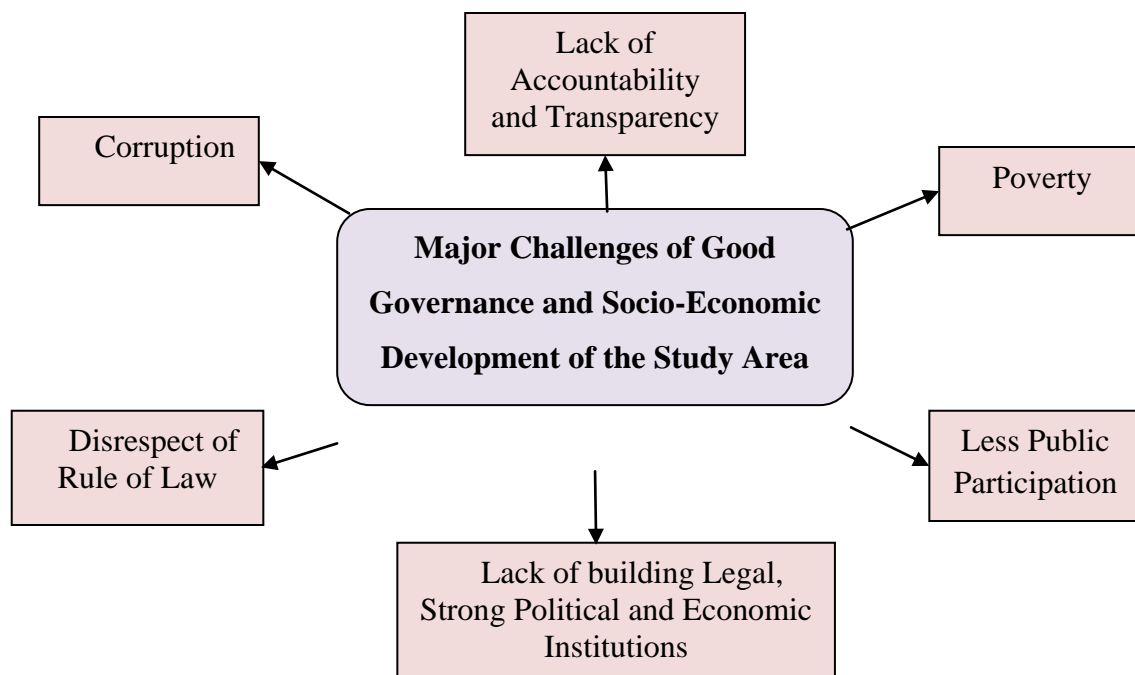 Lack of
Accountability
and Transparency
Corruption
Poverty
Major Challenges of Good
Governance and Socio-Economic
Development of the Study Area
Disrespect of
Rule of Law
Less Public
Participation
Lack of building Legal,
Strong Political and Economic
Institutions